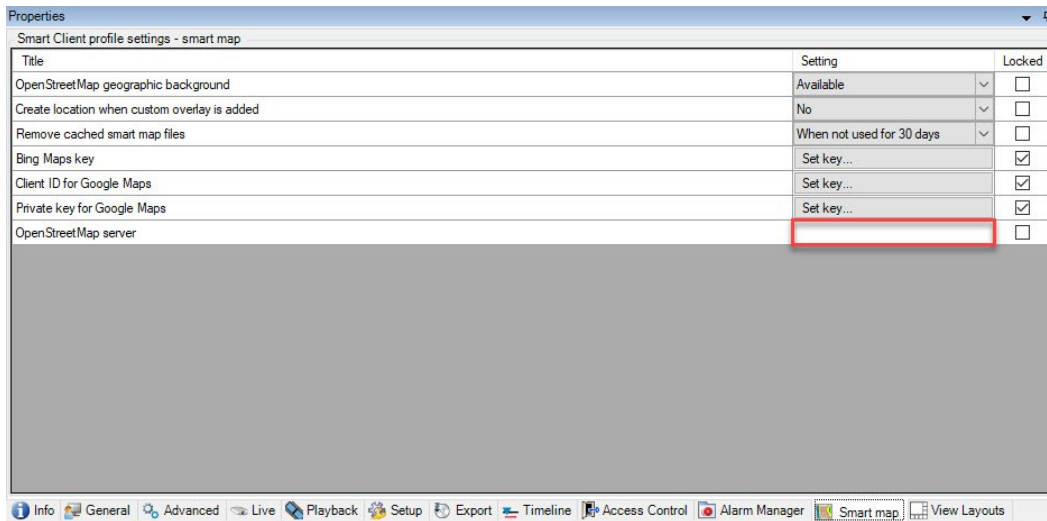 Properties
Smart Client profile settings - smart map
Title Setting Locked
OpenStreetMap geographic background Available
Create location when custom overlay is added No
Remove cached smart map files When not used for 30 days
Bing Maps key Set key...
Client ID for Google Maps Set key...
Private key for Google Maps Set key...
OpenStreetMap server
Info General Advanced Live Playback Setup Export Timeline Access Control Alarm Manager Smart map View Layouts